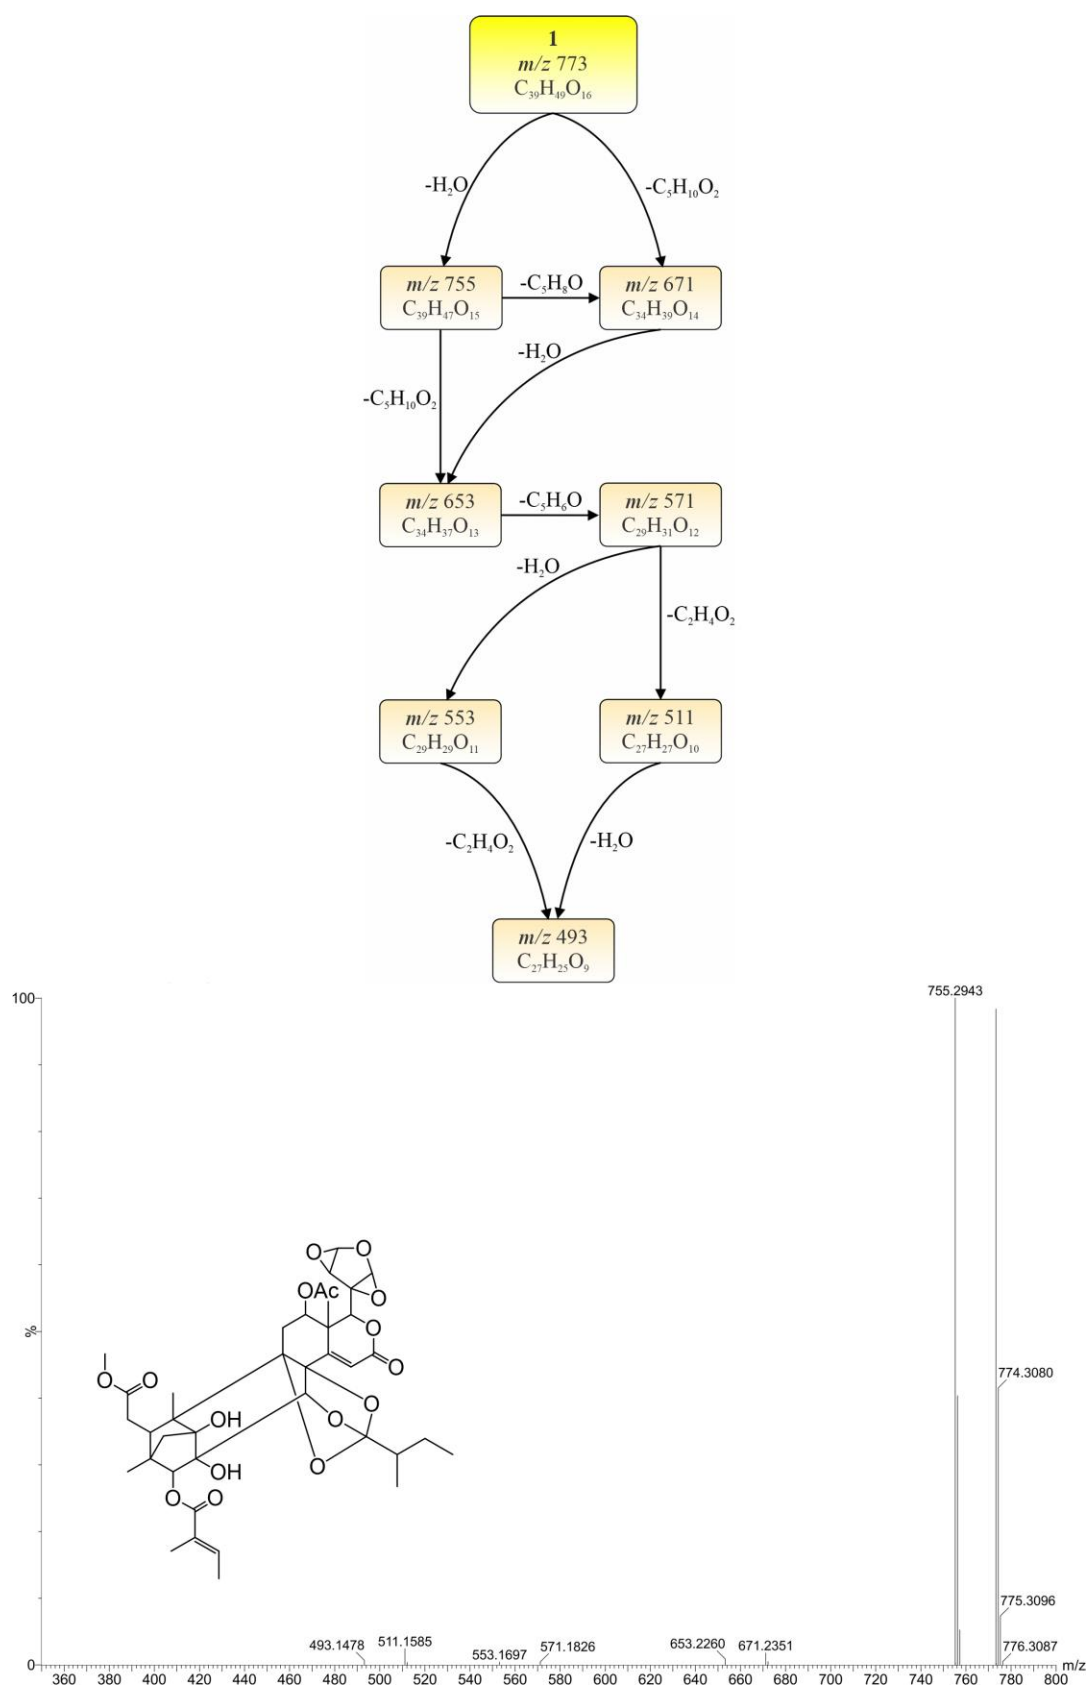 1
m/z 773
C₃₉H₄₉O₁₆
-H₂O
-C₅H₁₀O₂
m/z 755
C₃₉H₄₇O₁₅
-C₅H₈O
m/z 671
C₃₄H₃₉O₁₄
-H₂O
-C₅H₁₀O₂
m/z 653
C₃₄H₃₇O₁₃
-C₅H₆O
m/z 571
C₂₉H₃₁O₁₂
-H₂O
-C₂H₄O₂
m/z 553
C₂₉H₂₉O₁₁
m/z 511
C₂₇H₂₇O₁₀
-C₂H₄O₂
-H₂O
m/z 493
C₂₇H₂₅O₉
100
755.2943
O
O
OAc
O
O
O
%
O
O
774.3080
O
O
OH
O
OH
O
O
O
775.3096
493.1478
511.1585
553.1697
571.1826
653.2260
671.2351
776.3087
0
m/z
360 380 400 420 440 460 480 500 520 540 560 580 600 620 640 660 680 700 720 740 760 780 800